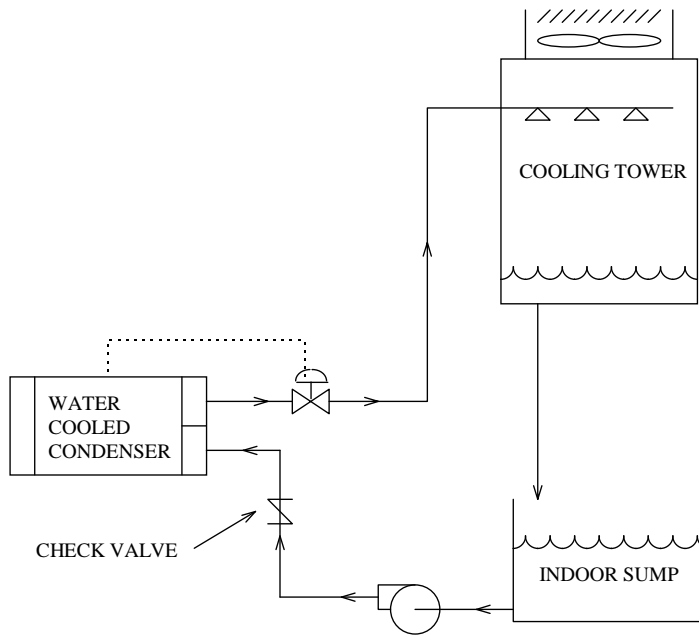 COOLING TOWER
WATER
COOLED
CONDENSER
CHECK VALVE
INDOOR SUMP